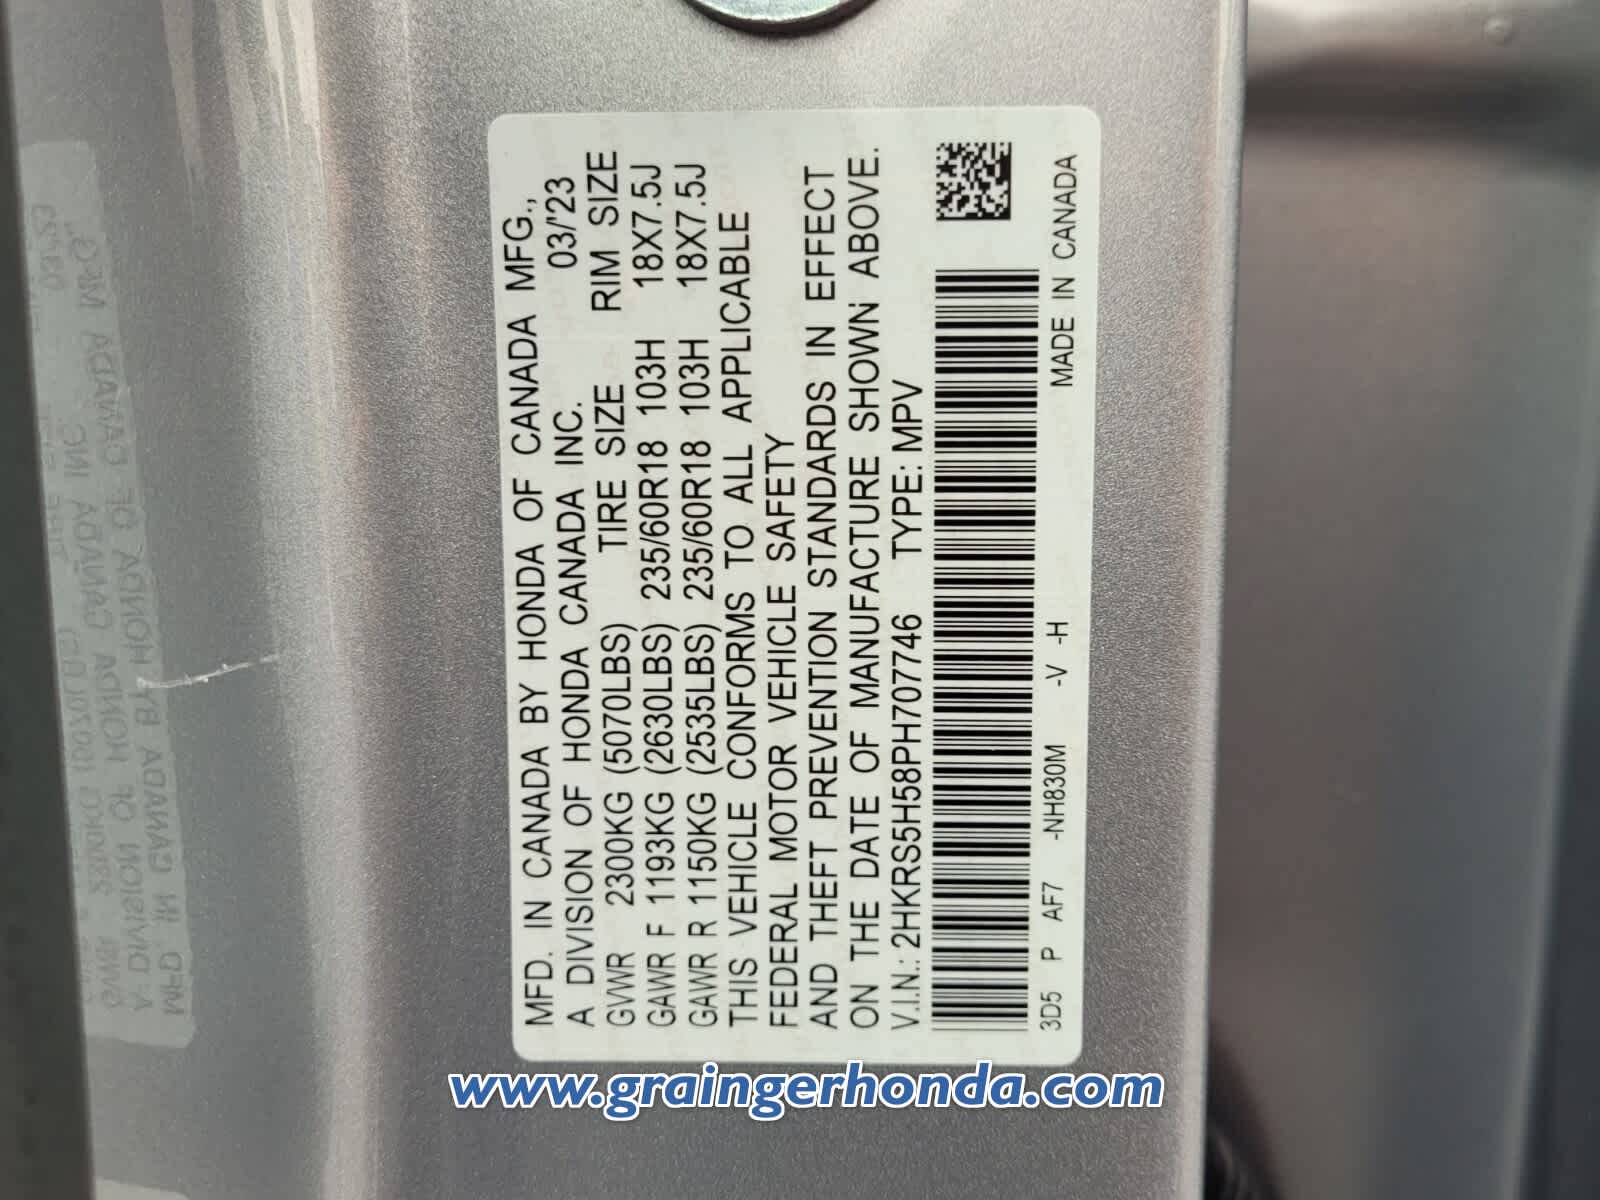 MFD. IN CANADA BY HONDA OF CANADA MFG.,
A DIVISION OF HONDA CANADA INC. 03/'23
GVWR 2300KG (5070LBS) TIRE SIZE RIM SIZE
GAWR F 1193KG (2630LBS) 235/60R18 103H 18X7.5J
GAWR R 1150KG (2535LBS) 235/60R18 103H 18X7.5J
THIS VEHICLE CONFORMS TO ALL APPLICABLE
FEDERAL MOTOR VEHICLE SAFETY
AND THEFT PREVENTION STANDARDS IN EFFECT
ON THE DATE OF MANUFACTURE SHOWN ABOVE.
V.I.N.: 2HKRS5H58PH707746 TYPE: MPV
3D5 P AF7 -NH830M -V -H MADE IN CANADA
www.graingerhonda.com